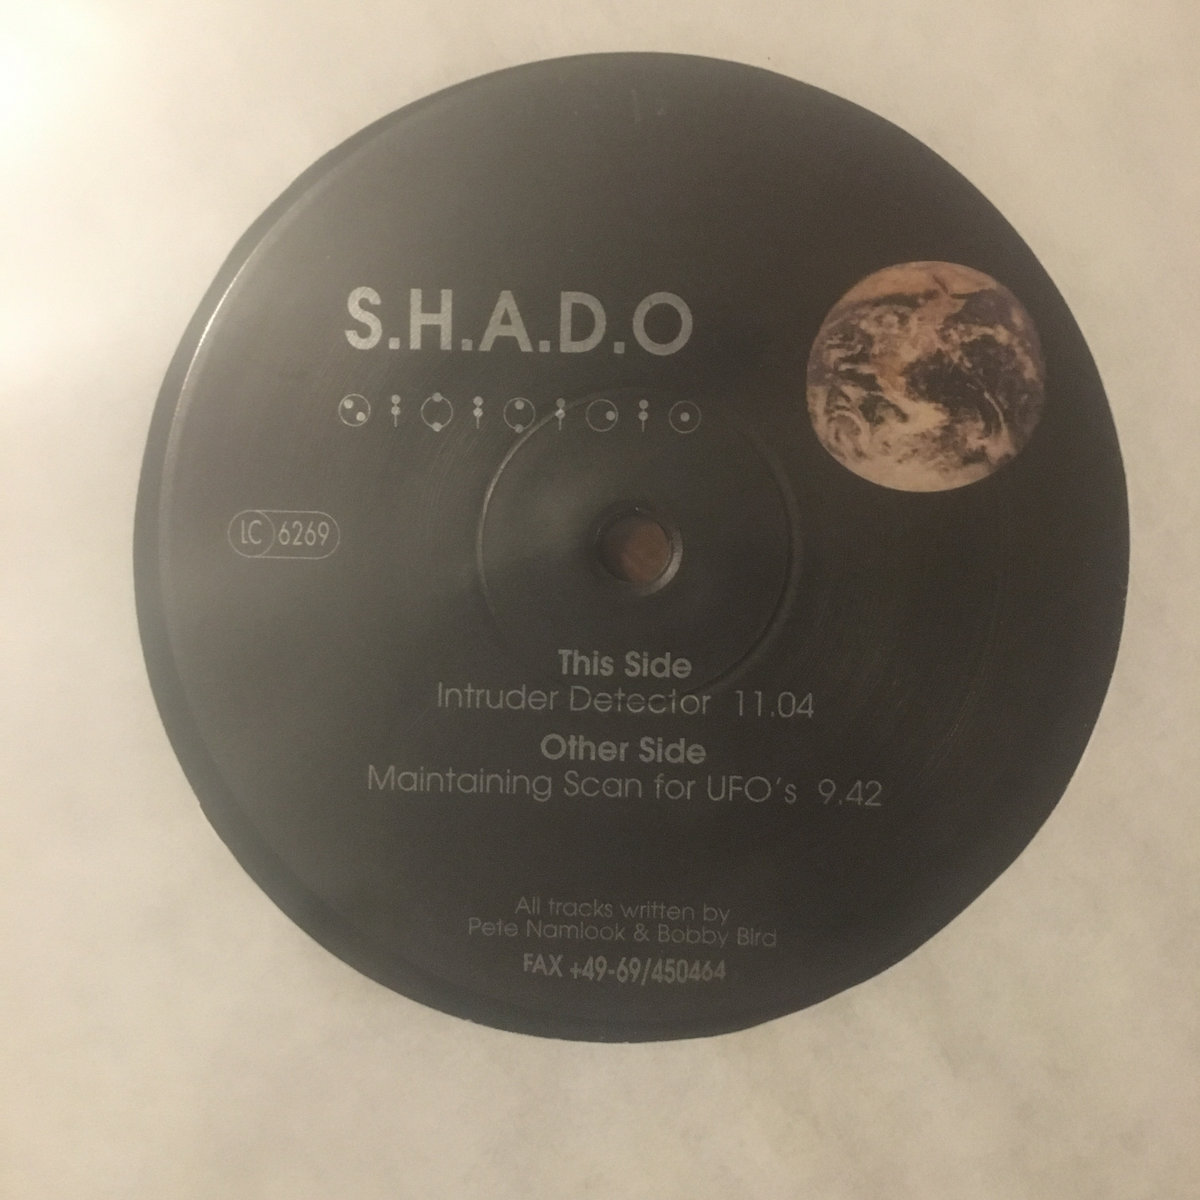 S.H.A.D.O
LC 6269
This Side
Intruder Detector 11.04
Other Side
Maintaining Scan for UFO's 9.42
All tracks written by
Pete Namlook & Bobby Bird
FAX +49-69/450464